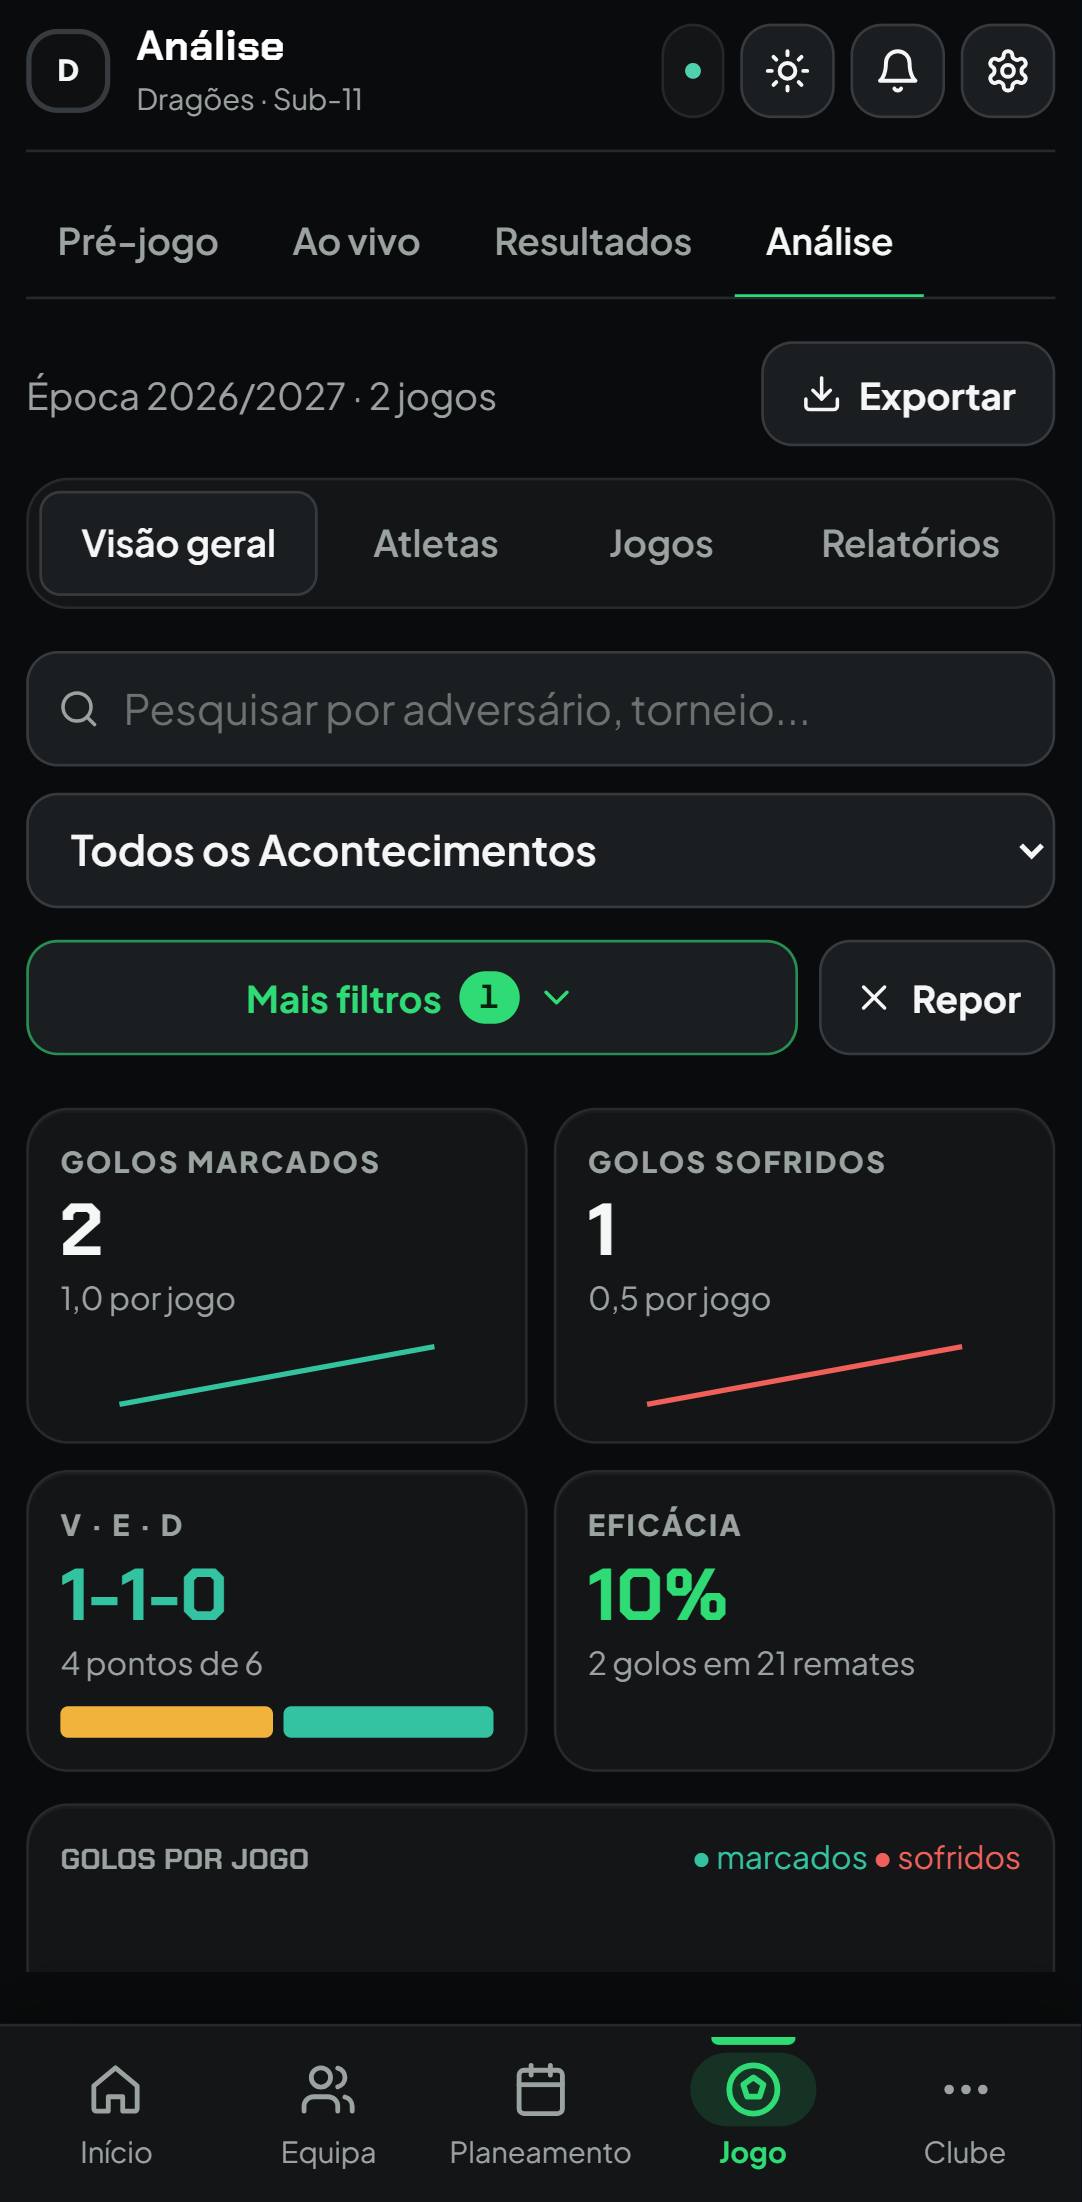 D
Análise
Dragões · Sub-11
Pré-jogo Ao vivo Resultados Análise
Época 2026/2027 · 2 jogos
Exportar
Visão geral Atletas Jogos Relatórios
Pesquisar por adversário, torneio...
Todos os Acontecimentos
Mais filtros 1
Repor
GOLOS MARCADOS
2
1,0 por jogo
GOLOS SOFRIDOS
1
0,5 por jogo
V · E · D
1-1-0
4 pontos de 6
EFICÁCIA
10%
2 golos em 21 remates
GOLOS POR JOGO
marcados sofridos
Início Equipa Planeamento Jogo Clube